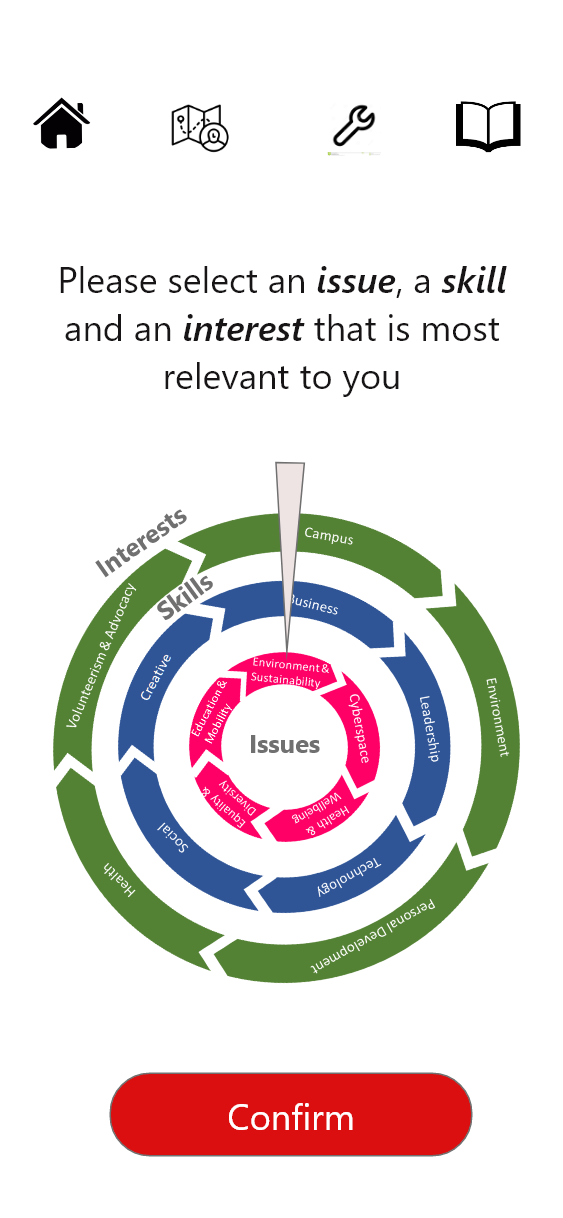 Please select an issue, a skill
and an interest that is most
relevant to you
Interests
Campus
Environment
Personal Development
Health
Volunteerism & Advocacy
Skills
Business
Leadership
Technology
Social
Creative
Environment &
Sustainability
Cyberspace
Health &
Wellbeing
Equality &
Diversity
Education &
Mobility
Issues
Confirm